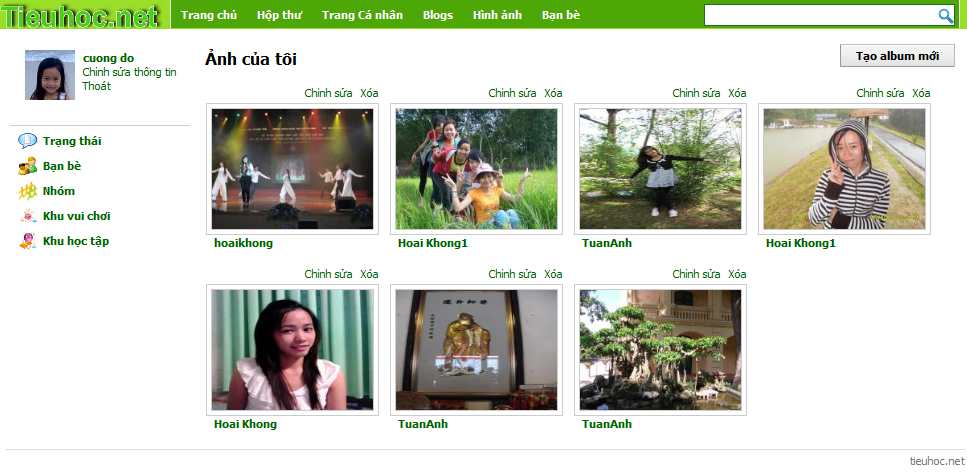 Tieuhoc.net
Trang chủ Hộp thư Trang Cá nhân Blogs Hình ảnh Bạn bè
cuong do
Chỉnh sửa thông tin
Thoát
Trạng thái
Bạn bè
Nhóm
Khu vui chơi
Khu học tập
Ảnh của tôi
Tạo album mới
Chỉnh sửa Xóa Chỉnh sửa Xóa Chỉnh sửa Xóa Chỉnh sửa Xóa
hoaikhong Hoai Khong1 TuanAnh Hoai Khong1
Chỉnh sửa Xóa Chỉnh sửa Xóa Chỉnh sửa Xóa
Hoai Khong TuanAnh TuanAnh
tieuhoc.net